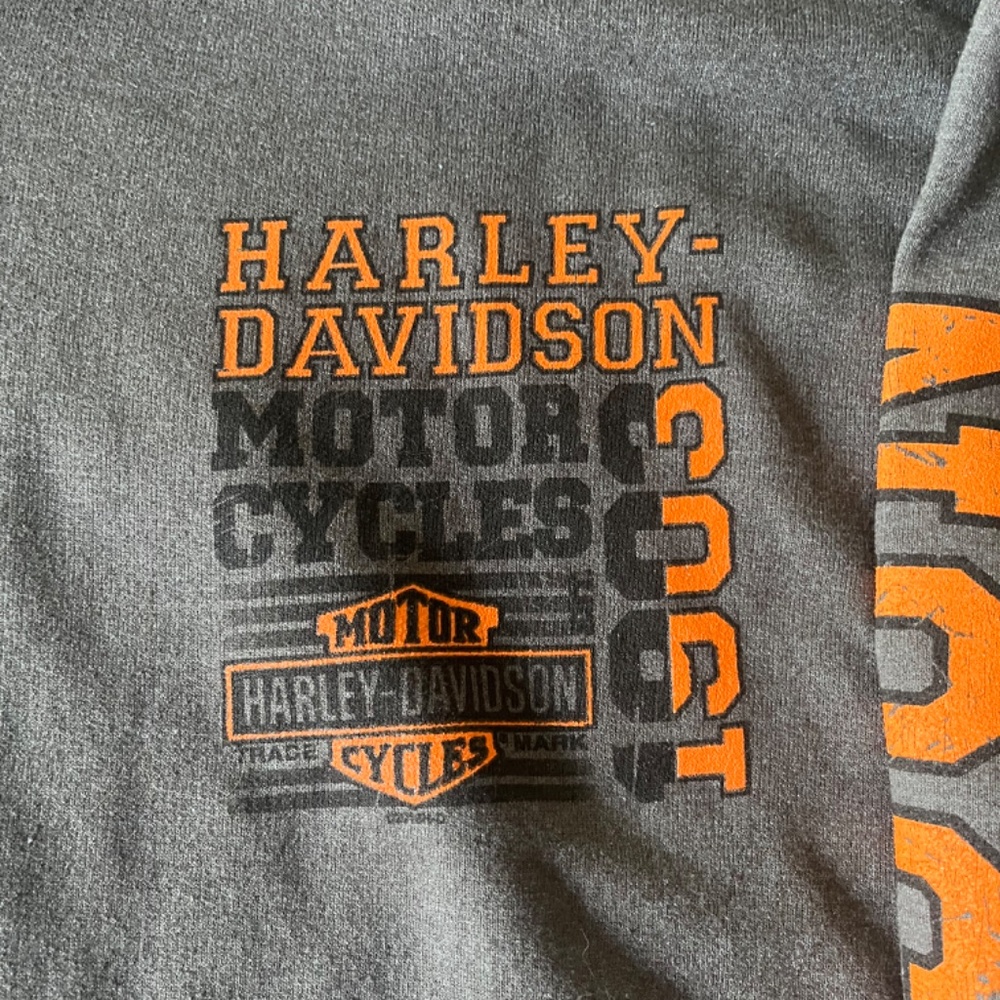 HARLEY-
DAVIDSON
MOTOR
CYCLES
1903
MOTOR
HARLEY-DAVIDSON
TRADE MARK
CYCLES